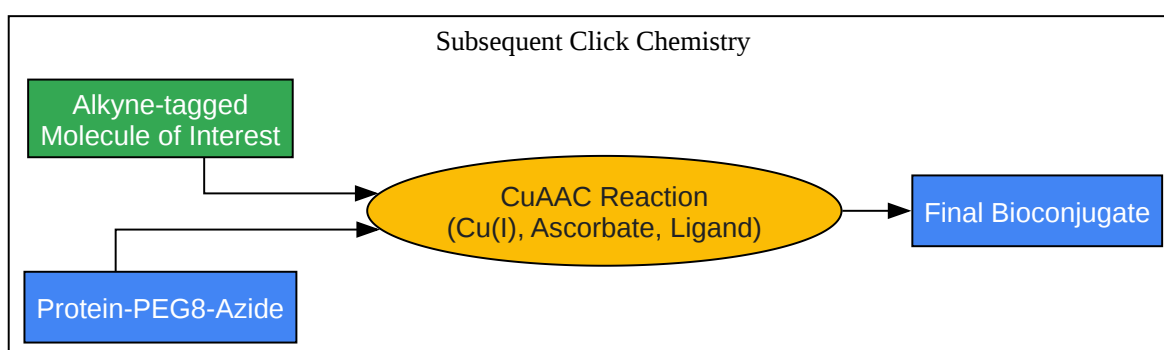 Subsequent Click Chemistry
Alkyne-tagged
Molecule of Interest
CuAAC Reaction
(Cu(I), Ascorbate, Ligand)
Final Bioconjugate
Protein-PEG8-Azide